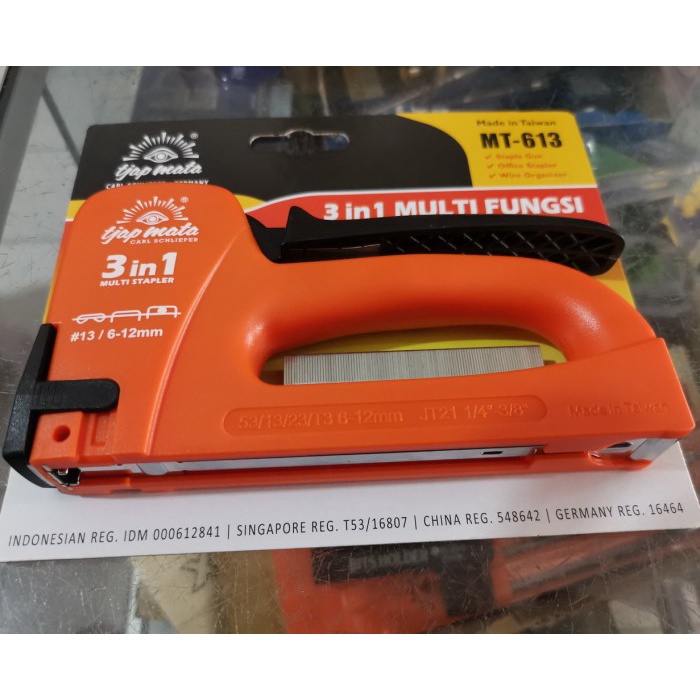 Made in Taiwan
MT-613
✓ Staple Gun
✓ Office Stapler
✓ Wire Organizer
®
tjap mata
3 in 1 MULTI FUNGSI
®
tjap mata
CARL SCHLIEPER
3 in 1
MULTI STAPLER
#13 / 6-12mm
53/13/23/T3 6-12mm JT21 1/4"-3/8" Made in Taiwan
INDONESIAN REG. IDM 000612841 | SINGAPORE REG. T53/16807 | CHINA REG. 548642 | GERMANY REG. 16464